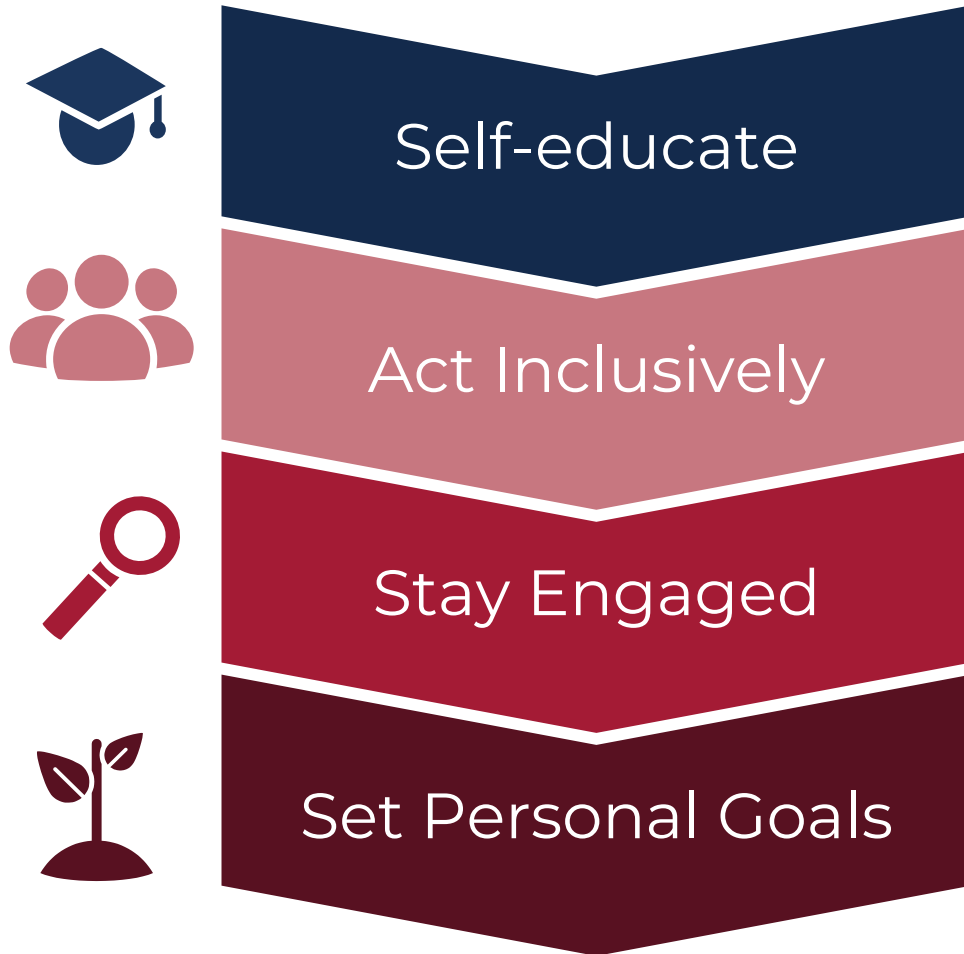 Self-educate
Act Inclusively
Stay Engaged
Set Personal Goals